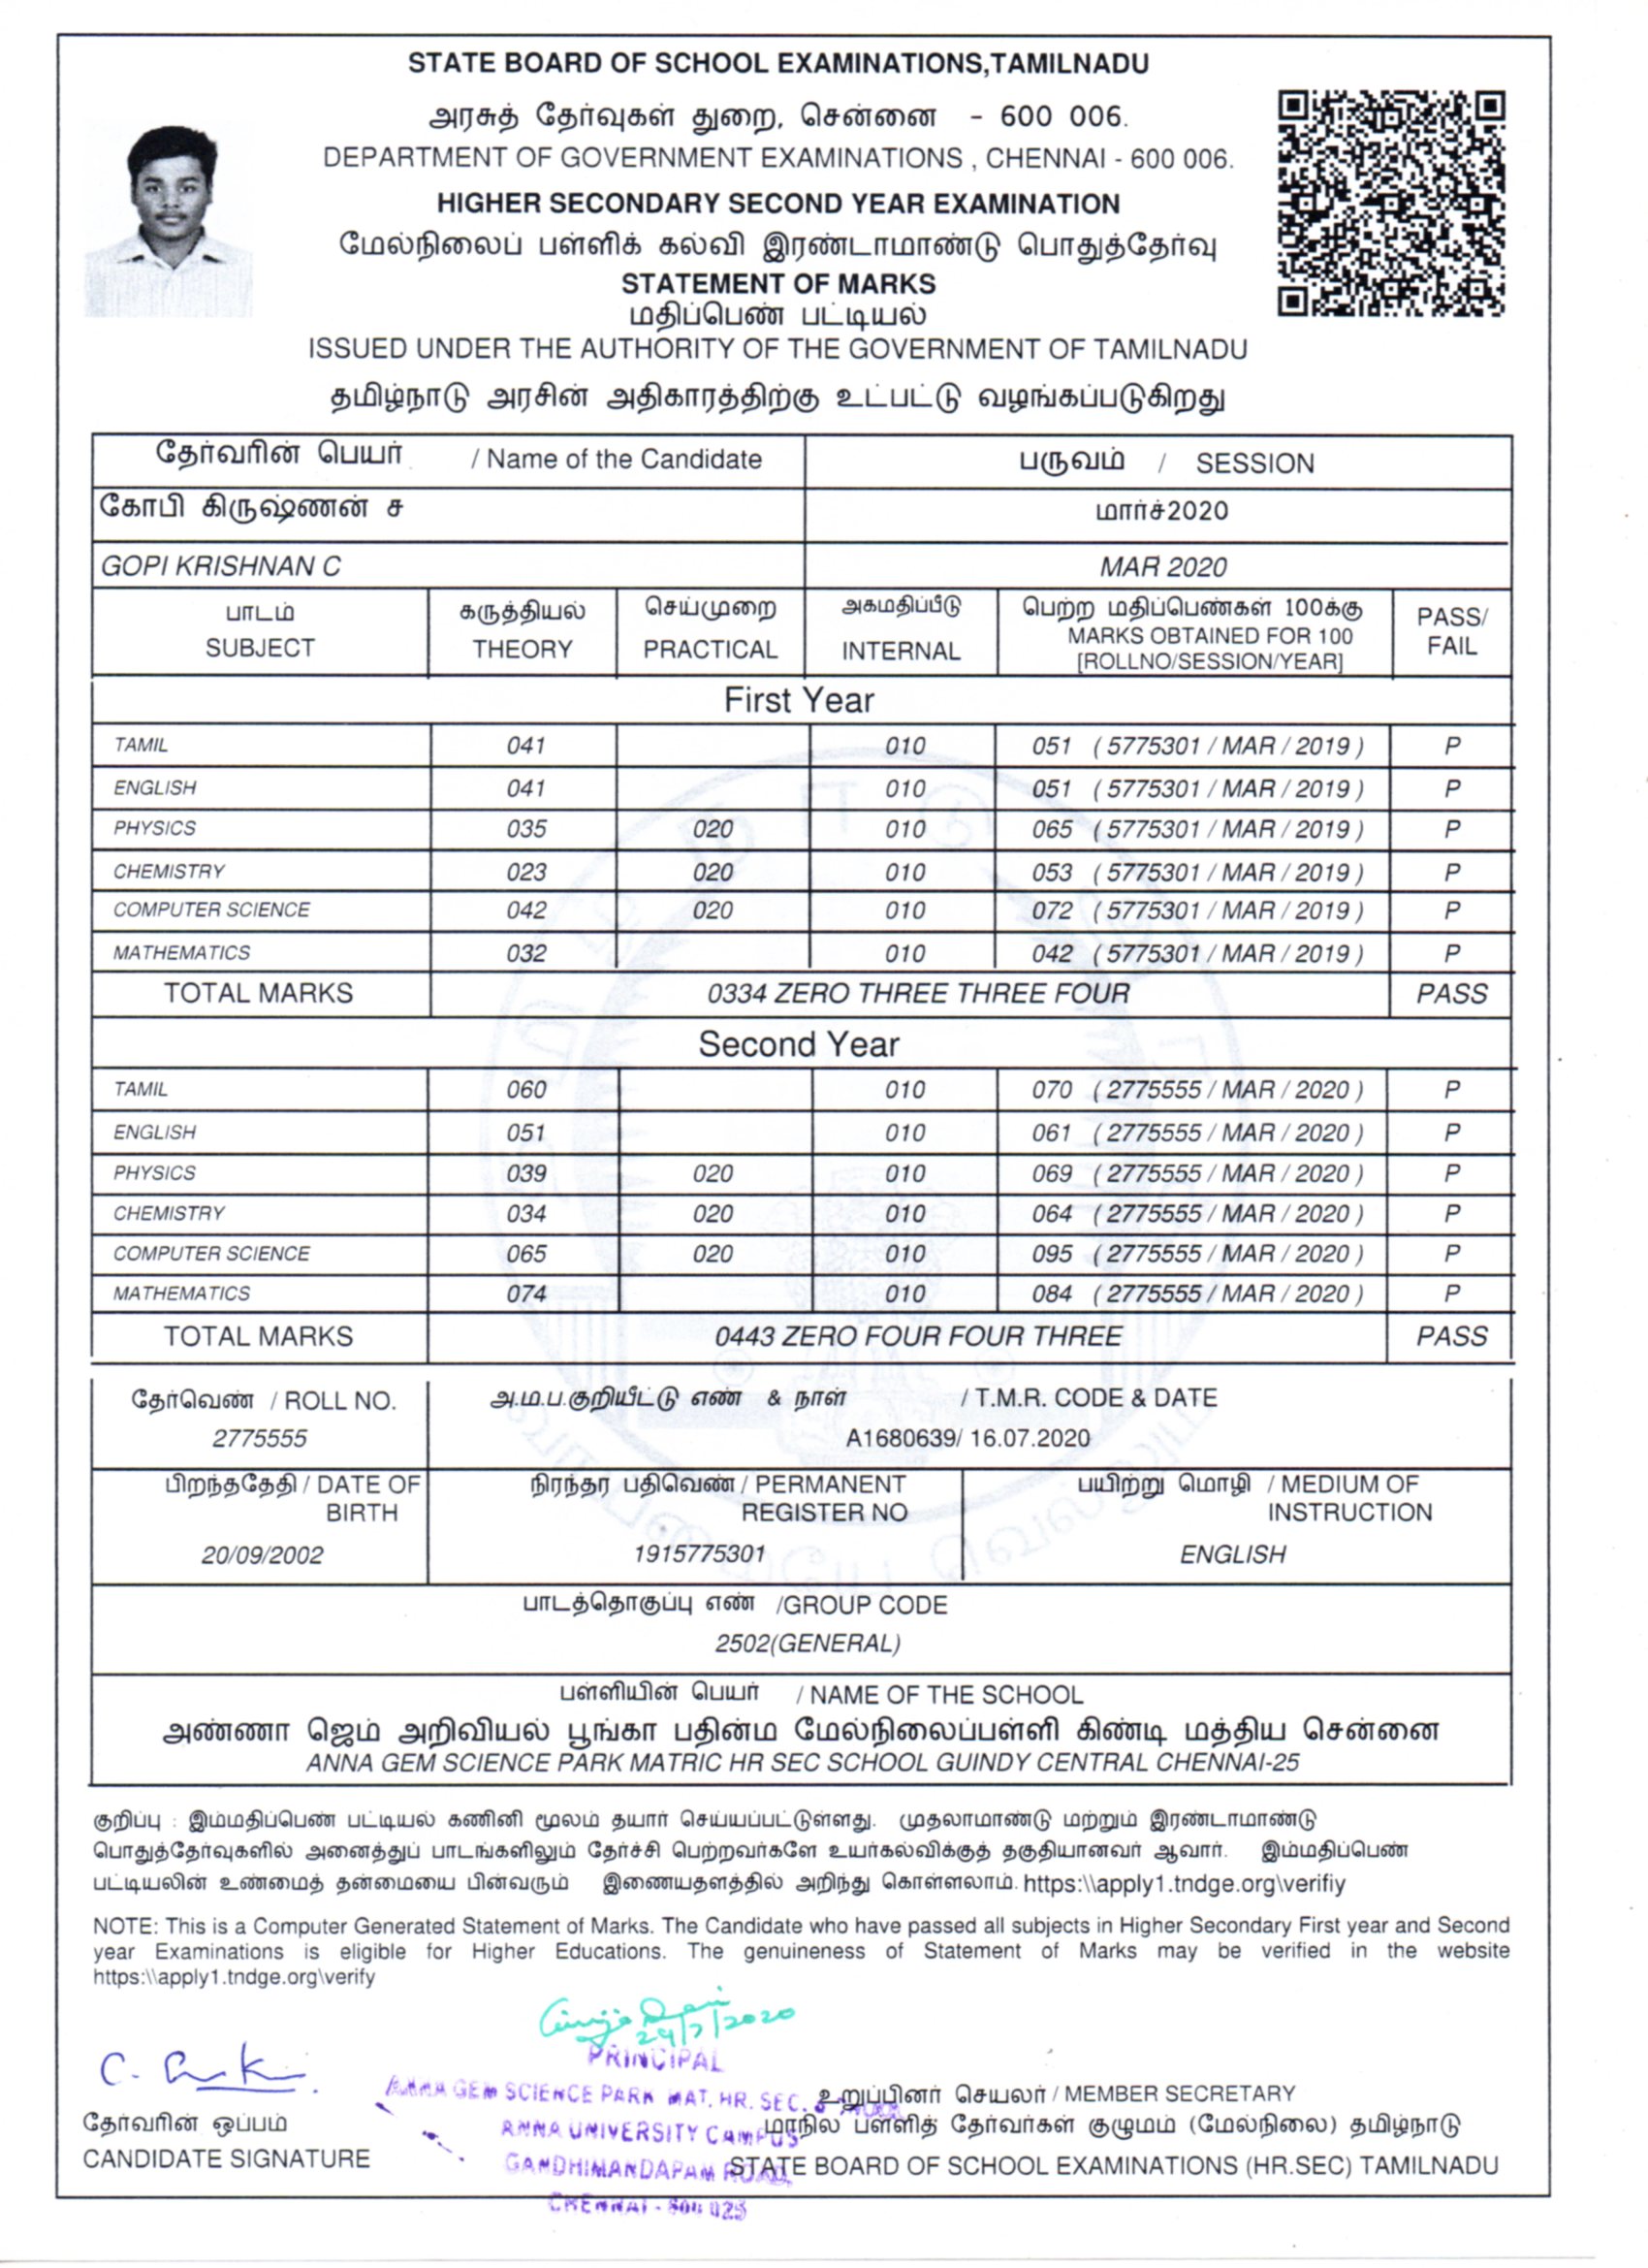 STATE BOARD OF SCHOOL EXAMINATIONS,TAMILNADU
அரசுத் தேர்வுகள் துறை, சென்னை - 600 006.
DEPARTMENT OF GOVERNMENT EXAMINATIONS , CHENNAI - 600 006.
HIGHER SECONDARY SECOND YEAR EXAMINATION
மேல்நிலைப் பள்ளிக் கல்வி இரண்டாமாண்டு பொதுத்தேர்வு
STATEMENT OF MARKS
மதிப்பெண் பட்டியல்
ISSUED UNDER THE AUTHORITY OF THE GOVERNMENT OF TAMILNADU
தமிழ்நாடு அரசின் அதிகாரத்திற்கு உட்பட்டு வழங்கப்படுகிறது
தேர்வரின் பெயர் / Name of the Candidate பருவம் / SESSION
கோபி கிருஷ்ணன் ச மார்ச்2020
GOPI KRISHNAN C MAR 2020
பாடம் கருத்தியல் செய்முறை அகமதிப்பீடு பெற்ற மதிப்பெண்கள் 100க்கு PASS/
SUBJECT THEORY PRACTICAL INTERNAL MARKS OBTAINED FOR 100 FAIL
[ROLLNO/SESSION/YEAR]
First Year
TAMIL 041 010 051 ( 5775301 / MAR / 2019 ) P
ENGLISH 041 010 051 ( 5775301 / MAR / 2019 ) P
PHYSICS 035 020 010 065 ( 5775301 / MAR / 2019 ) P
CHEMISTRY 023 020 010 053 ( 5775301 / MAR / 2019 ) P
COMPUTER SCIENCE 042 020 010 072 ( 5775301 / MAR / 2019 ) P
MATHEMATICS 032 010 042 ( 5775301 / MAR / 2019 ) P
TOTAL MARKS 0334 ZERO THREE THREE FOUR PASS
Second Year
TAMIL 060 010 070 ( 2775555 / MAR / 2020 ) P
ENGLISH 051 010 061 ( 2775555 / MAR / 2020 ) P
PHYSICS 039 020 010 069 ( 2775555 / MAR / 2020 ) P
CHEMISTRY 034 020 010 064 ( 2775555 / MAR / 2020 ) P
COMPUTER SCIENCE 065 020 010 095 ( 2775555 / MAR / 2020 ) P
MATHEMATICS 074 010 084 ( 2775555 / MAR / 2020 ) P
TOTAL MARKS 0443 ZERO FOUR FOUR THREE PASS
தேர்வெண் / ROLL NO. அ.ம.ப.குறியீட்டு எண் & நாள் / T.M.R. CODE & DATE
2775555 A1680639/ 16.07.2020
பிறந்ததேதி / DATE OF நிரந்தர பதிவெண் / PERMANENT பயிற்று மொழி / MEDIUM OF
BIRTH REGISTER NO INSTRUCTION
20/09/2002 1915775301 ENGLISH
பாடத்தொகுப்பு எண் /GROUP CODE
2502(GENERAL)
பள்ளியின் பெயர் / NAME OF THE SCHOOL
அண்ணா ஜெம் அறிவியல் பூங்கா பதின்ம மேல்நிலைப்பள்ளி கிண்டி மத்திய சென்னை
ANNA GEM SCIENCE PARK MATRIC HR SEC SCHOOL GUINDY CENTRAL CHENNAI-25
குறிப்பு : இம்மதிப்பெண் பட்டியல் கணினி மூலம் தயார் செய்யப்பட்டுள்ளது. முதலாமாண்டு மற்றும் இரண்டாமாண்டு
பொதுத்தேர்வுகளில் அனைத்துப் பாடங்களிலும் தேர்ச்சி பெற்றவர்களே உயர்கல்விக்குத் தகுதியானவர் ஆவார். இம்மதிப்பெண்
பட்டியலின் உண்மைத் தன்மையை பின்வரும் இணையதளத்தில் அறிந்து கொள்ளலாம். https:\\apply1.tndge.org\verifiy
NOTE: This is a Computer Generated Statement of Marks. The Candidate who have passed all subjects in Higher Secondary First year and Second
year Examinations is eligible for Higher Educations. The genuineness of Statement of Marks may be verified in the website
https:\\apply1.tndge.org\verify
24/7/2020
PRINCIPAL
ANNA GEM SCIENCE PARK MAT. HR. SEC.
ANNA UNIVERSITY CAMPUS
GANDHIMANDAPAM ROAD,
CHENNAI - 600 025
C.
தேர்வரின் ஒப்பம்
CANDIDATE SIGNATURE
உறுப்பினர் செயலர் / MEMBER SECRETARY
மாநில பள்ளித் தேர்வர்கள் குழுமம் (மேல்நிலை) தமிழ்நாடு
STATE BOARD OF SCHOOL EXAMINATIONS (HR.SEC) TAMILNADU